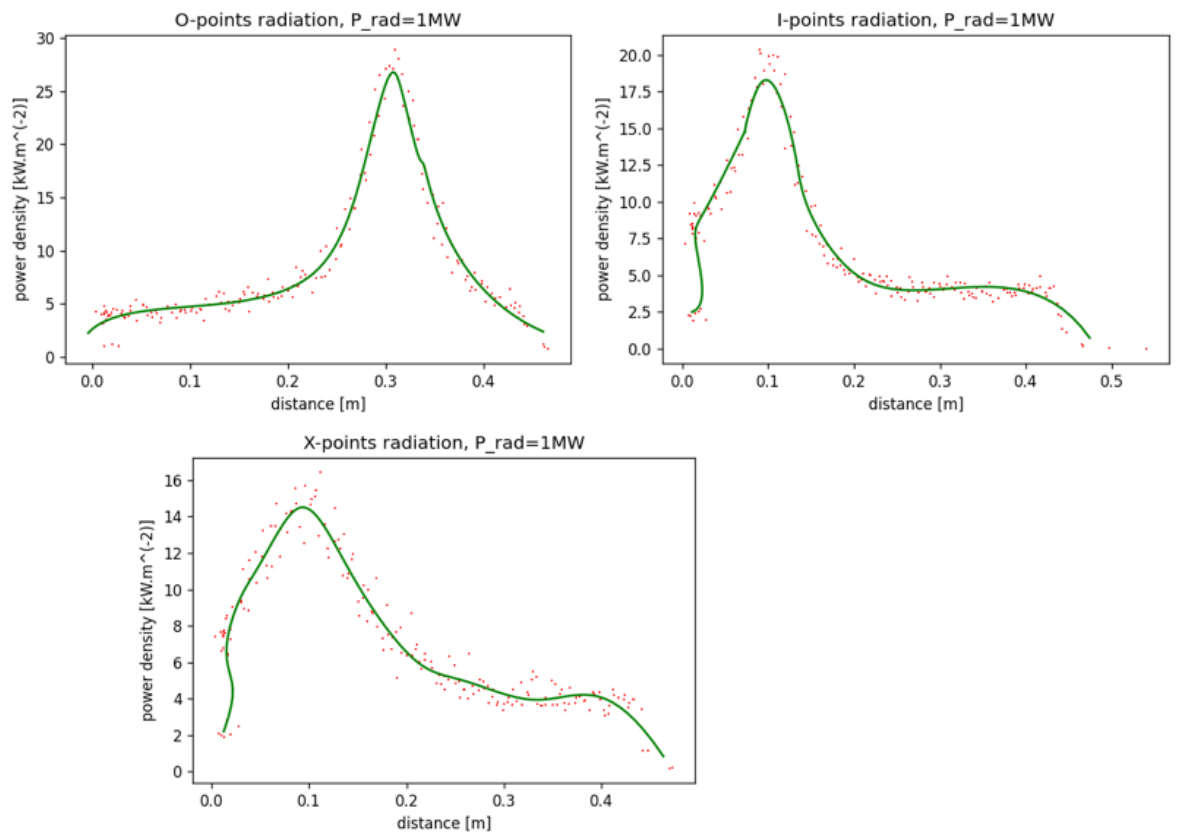 O-points radiation, P_rad=1MW
power density [kW.m^(-2)]
30
25
20
15
10
5
0
0.0 0.1 0.2 0.3 0.4
distance [m]
I-points radiation, P_rad=1MW
power density [kW.m^(-2)]
20.0
17.5
15.0
12.5
10.0
7.5
5.0
2.5
0.0
0.0 0.1 0.2 0.3 0.4 0.5
distance [m]
X-points radiation, P_rad=1MW
power density [kW.m^(-2)]
16
14
12
10
8
6
4
2
0
0.0 0.1 0.2 0.3 0.4
distance [m]